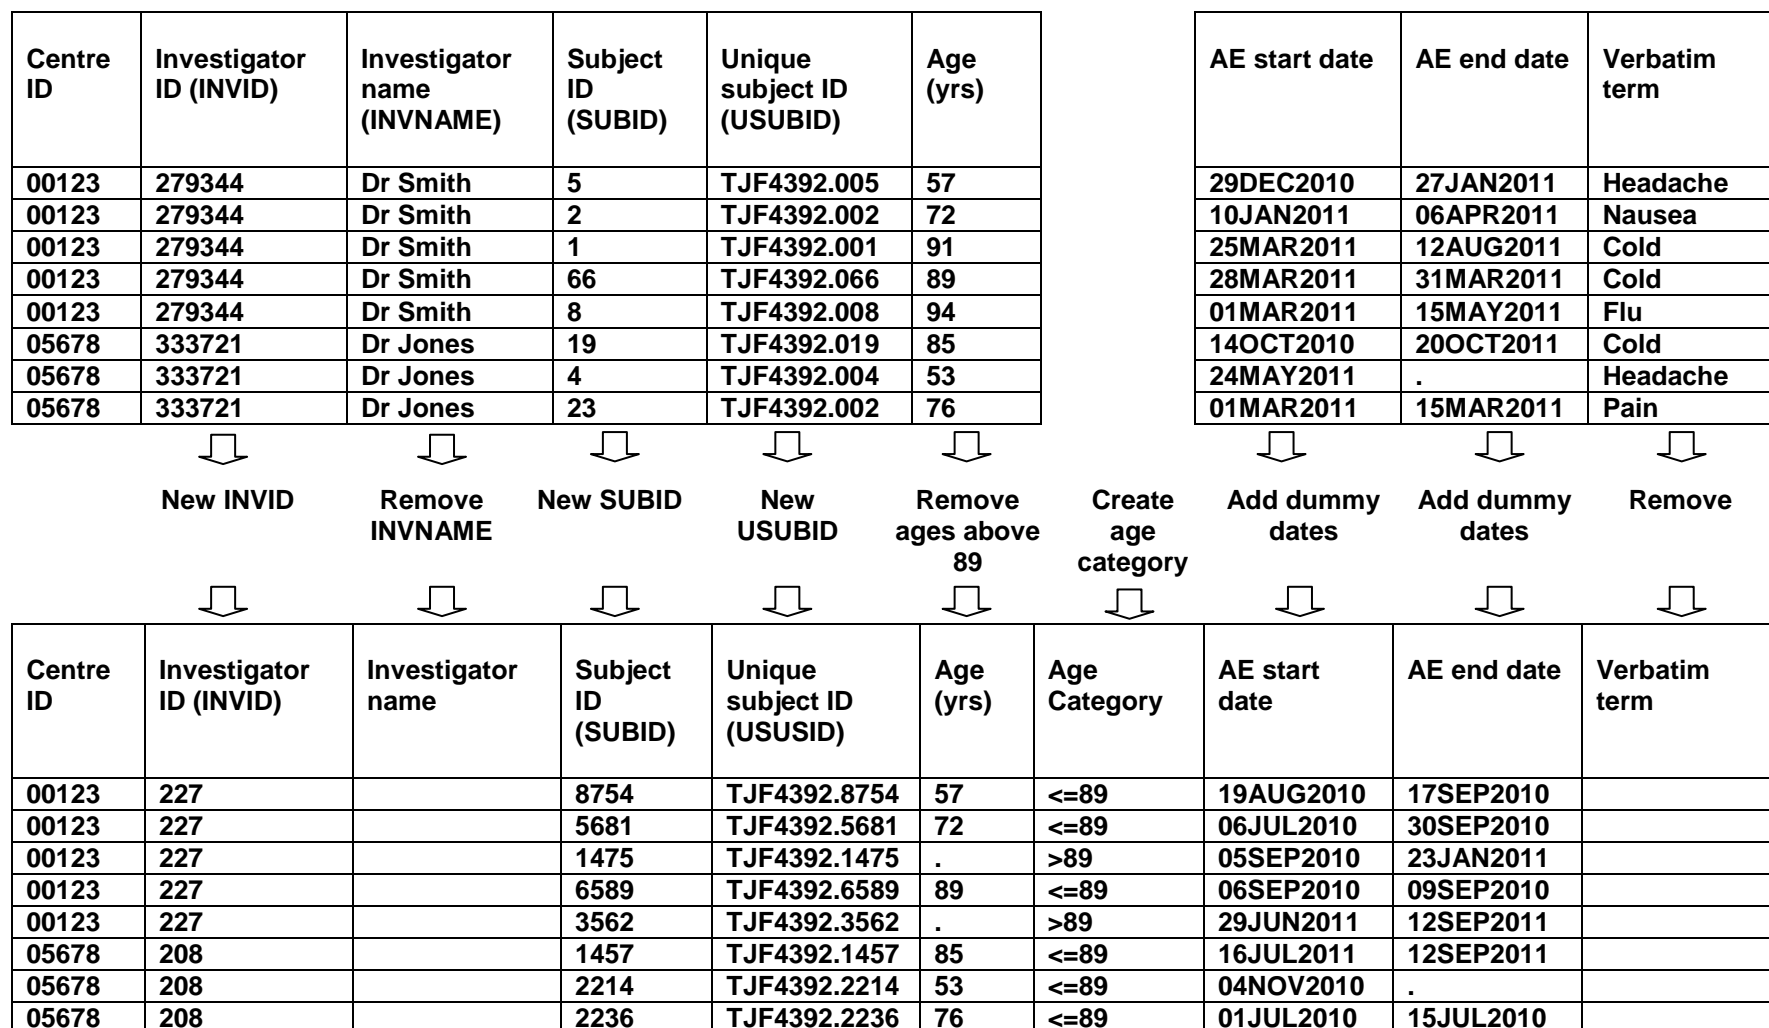 Centre ID Investigator ID (INVID) Investigator name (INVNAME) Subject ID (SUBID) Unique subject ID (USUBID) Age (yrs) AE start date AE end date Verbatim term
00123 279344 Dr Smith 5 TJF4392.005 57 29DEC2010 27JAN2011 Headache
00123 279344 Dr Smith 2 TJF4392.002 72 10JAN2011 06APR2011 Nausea
00123 279344 Dr Smith 1 TJF4392.001 91 25MAR2011 12AUG2011 Cold
00123 279344 Dr Smith 66 TJF4392.066 89 28MAR2011 31MAR2011 Cold
00123 279344 Dr Smith 8 TJF4392.008 94 01MAR2011 15MAY2011 Flu
05678 333721 Dr Jones 19 TJF4392.019 85 14OCT2010 20OCT2011 Cold
05678 333721 Dr Jones 4 TJF4392.004 53 24MAY2011 . Headache
05678 333721 Dr Jones 23 TJF4392.002 76 01MAR2011 15MAR2011 Pain
New INVID Remove INVNAME New SUBID New USUBID Remove ages above 89 Create age category Add dummy dates Add dummy dates Remove
Centre ID Investigator ID (INVID) Investigator name Subject ID (SUBID) Unique subject ID (USUSID) Age (yrs) Age Category AE start date AE end date Verbatim term
00123 227 8754 TJF4392.8754 57 <=89 19AUG2010 17SEP2010
00123 227 5681 TJF4392.5681 72 <=89 06JUL2010 30SEP2010
00123 227 1475 TJF4392.1475 . >89 05SEP2010 23JAN2011
00123 227 6589 TJF4392.6589 89 <=89 06SEP2010 09SEP2010
00123 227 3562 TJF4392.3562 . >89 29JUN2011 12SEP2011
05678 208 1457 TJF4392.1457 85 <=89 16JUL2011 12SEP2011
05678 208 2214 TJF4392.2214 53 <=89 04NOV2010 .
05678 208 2236 TJF4392.2236 76 <=89 01JUL2010 15JUL2010